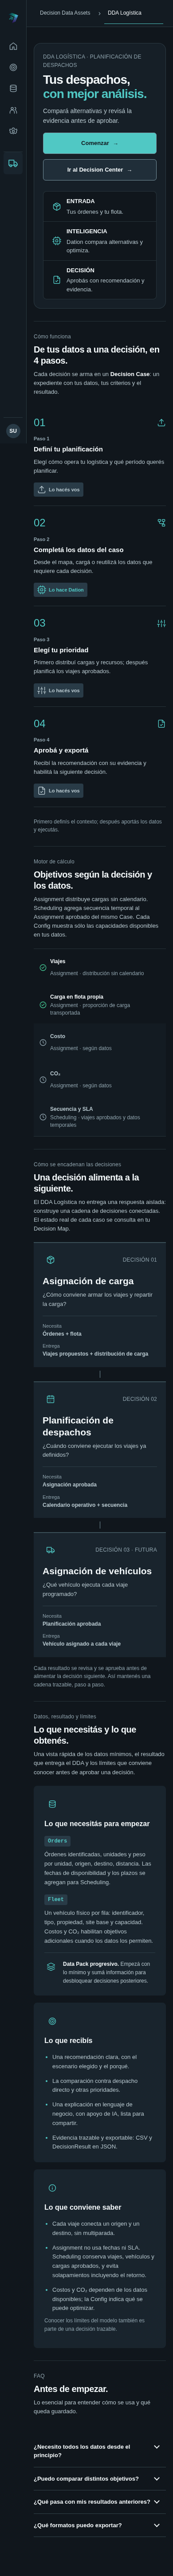 Decision Data Assets > DDA Logística
DDA LOGÍSTICA · PLANIFICACIÓN DE
DESPACHOS
Tus despachos,
con mejor análisis.
Compará alternativas y revisá la
evidencia antes de aprobar.
Comenzar →
Ir al Decision Center →
ENTRADA
Tus órdenes y tu flota.
INTELIGENCIA
Dation compara alternativas y
optimiza.
DECISIÓN
Aprobás con recomendación y
evidencia.
SU
Cómo funciona
De tus datos a una decisión, en
4 pasos.
Cada decisión se arma en un Decision Case: un
expediente con tus datos, tus criterios y el
resultado.
01
Paso 1
Definí tu planificación
Elegí cómo opera tu logística y qué período querés
planificar.
Lo hacés vos
02
Paso 2
Completá los datos del caso
Desde el mapa, cargá o reutilizá los datos que
requiere cada decisión.
Lo hace Dation
03
Paso 3
Elegí tu prioridad
Primero distribuí cargas y recursos; después
planificá los viajes aprobados.
Lo hacés vos
04
Paso 4
Aprobá y exportá
Recibí la recomendación con su evidencia y
habilitá la siguiente decisión.
Lo hacés vos
Primero definís el contexto; después aportás los datos
y ejecutás.
Motor de cálculo
Objetivos según la decisión y
los datos.
Assignment distribuye cargas sin calendario.
Scheduling agrega secuencia temporal al
Assignment aprobado del mismo Case. Cada
Config muestra sólo las capacidades disponibles
en tus datos.
Viajes
Assignment · distribución sin calendario
Carga en flota propia
Assignment · proporción de carga
transportada
Costo
Assignment · según datos
CO₂
Assignment · según datos
Secuencia y SLA
Scheduling · viajes aprobados y datos
temporales
Cómo se encadenan las decisiones
Una decisión alimenta a la
siguiente.
El DDA Logística no entrega una respuesta aislada:
construye una cadena de decisiones conectadas.
El estado real de cada caso se consulta en tu
Decision Map.
DECISIÓN 01
Asignación de carga
¿Cómo conviene armar los viajes y repartir
la carga?
Necesita
Órdenes + flota
Entrega
Viajes propuestos + distribución de carga
DECISIÓN 02
Planificación de
despachos
¿Cuándo conviene ejecutar los viajes ya
definidos?
Necesita
Asignación aprobada
Entrega
Calendario operativo + secuencia
DECISIÓN 03 · FUTURA
Asignación de vehículos
¿Qué vehículo ejecuta cada viaje
programado?
Necesita
Planificación aprobada
Entrega
Vehículo asignado a cada viaje
Cada resultado se revisa y se aprueba antes de
alimentar la decisión siguiente. Así mantenés una
cadena trazable, paso a paso.
Datos, resultado y límites
Lo que necesitás y lo que
obtenés.
Una vista rápida de los datos mínimos, el resultado
que entrega el DDA y los límites que conviene
conocer antes de aprobar una decisión.
Lo que necesitás para empezar
Orders
Órdenes identificadas, unidades y peso
por unidad, origen, destino, distancia. Las
fechas de disponibilidad y los plazos se
agregan para Scheduling.
Fleet
Un vehículo físico por fila: identificador,
tipo, propiedad, site base y capacidad.
Costos y CO₂ habilitan objetivos
adicionales cuando los datos los permiten.
Data Pack progresivo. Empezá con
lo mínimo y sumá información para
desbloquear decisiones posteriores.
Lo que recibís
Una recomendación clara, con el
escenario elegido y el porqué.
La comparación contra despacho
directo y otras prioridades.
Una explicación en lenguaje de
negocio, con apoyo de IA, lista para
compartir.
Evidencia trazable y exportable: CSV y
DecisionResult en JSON.
Lo que conviene saber
Cada viaje conecta un origen y un
destino, sin multiparada.
Assignment no usa fechas ni SLA.
Scheduling conserva viajes, vehículos y
cargas aprobados, y evita
solapamientos incluyendo el retorno.
Costos y CO₂ dependen de los datos
disponibles; la Config indica qué se
puede optimizar.
Conocer los límites del modelo también es
parte de una decisión trazable.
FAQ
Antes de empezar.
Lo esencial para entender cómo se usa y qué
queda guardado.
¿Necesito todos los datos desde el
principio?
¿Puedo comparar distintos objetivos?
¿Qué pasa con mis resultados anteriores?
¿Qué formatos puedo exportar?